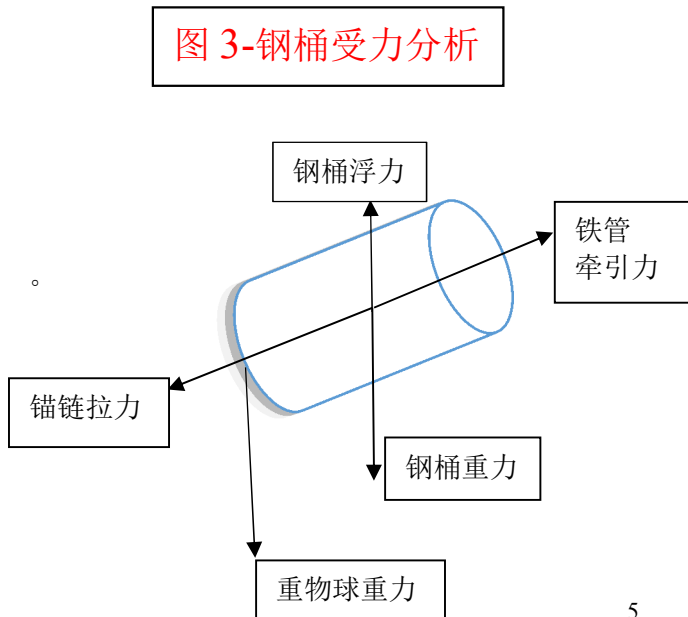 图 3-钢桶受力分析
钢桶浮力
铁管
牵引力
。
锚链拉力
钢桶重力
重物球重力
5